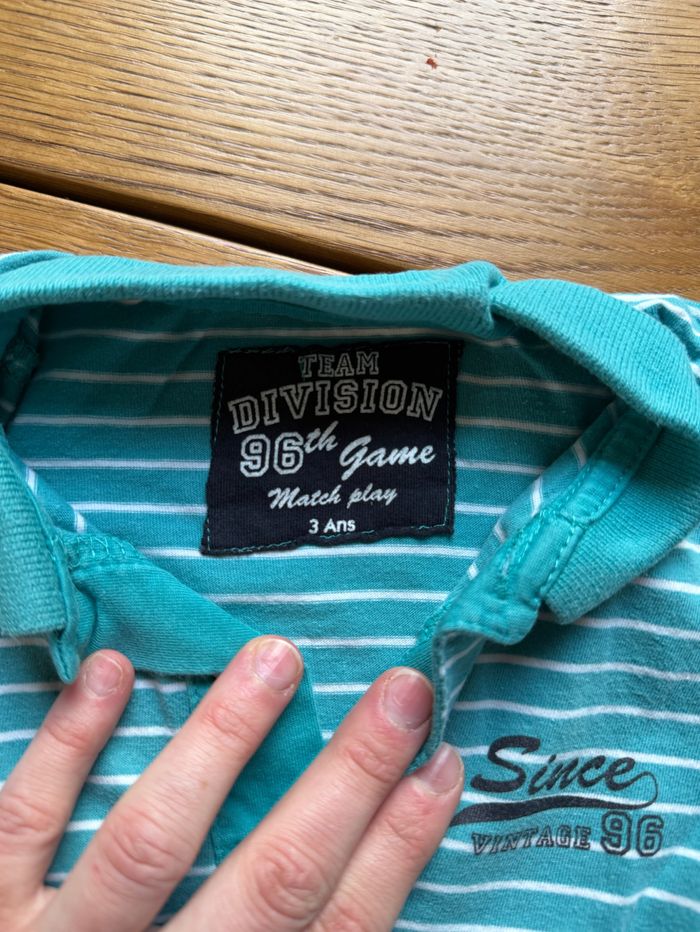 TEAM
DIVISION
96th Game
Match play
3 Ans
Since
VINTAGE 96